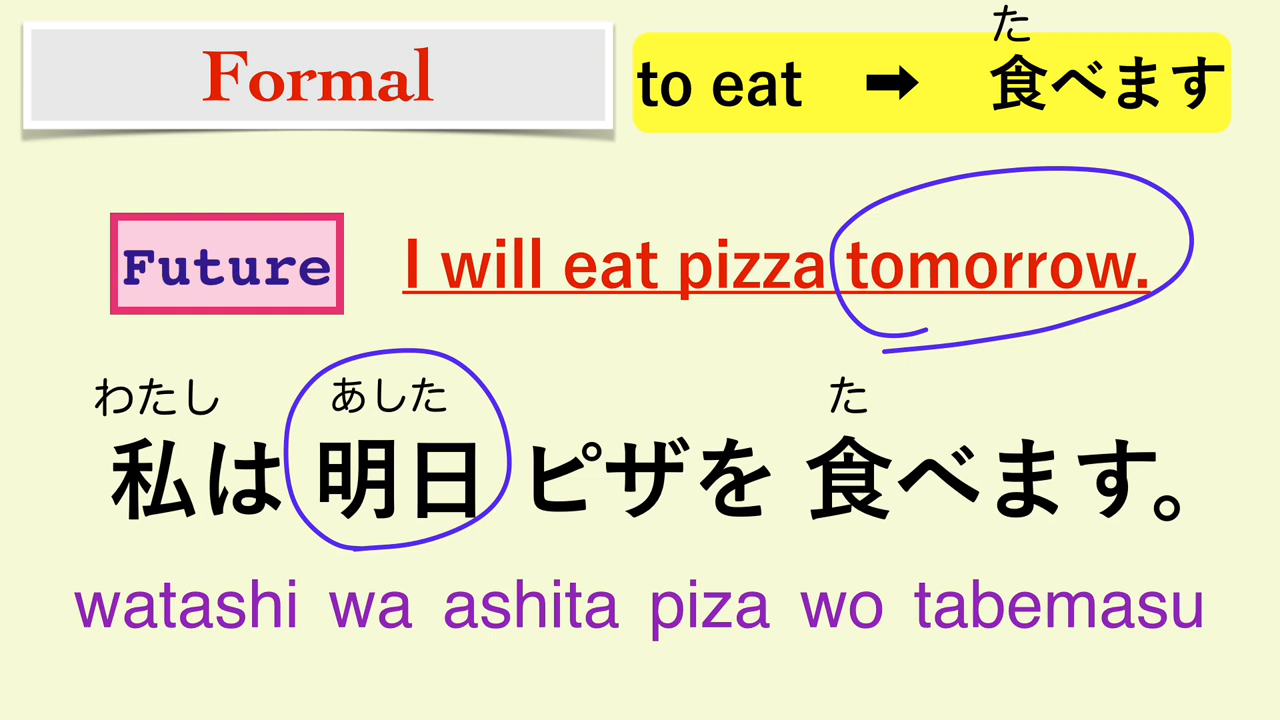 Formal
た
to eat ➡ 食べます
Future
I will eat pizza tomorrow.
わたし あした た
私は 明日 ピザを 食べます。
watashi wa ashita piza wo tabemasu